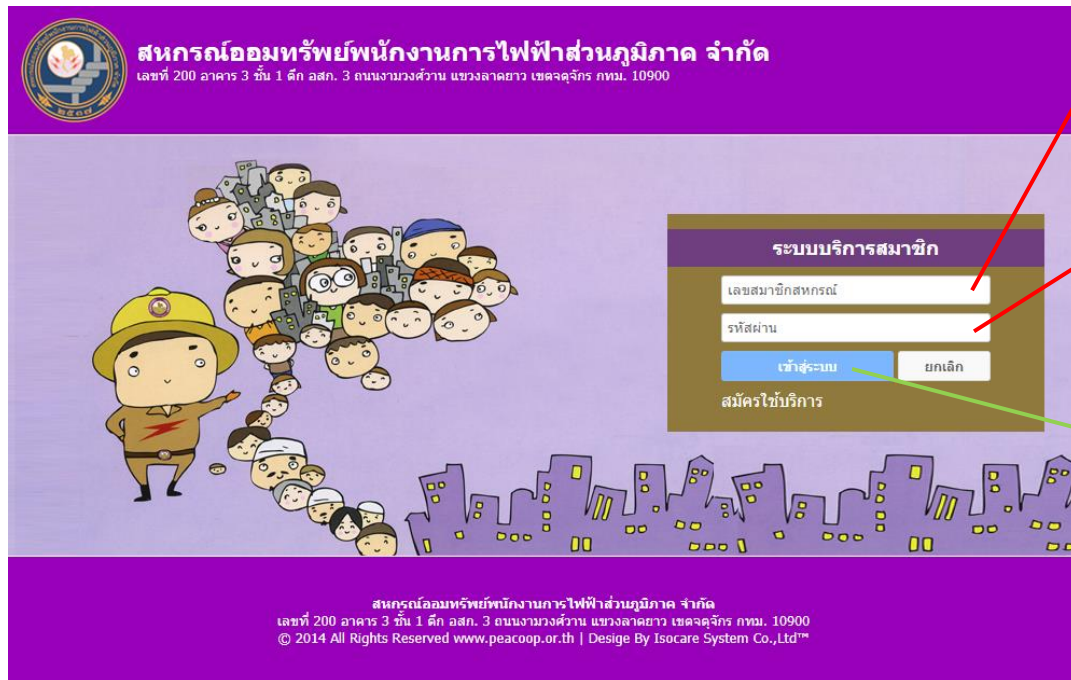 สหกรณ์ออมทรัพย์พนักงานการไฟฟ้าส่วนภูมิภาค จำกัด
เลขที่ 200 อาคาร 3 ชั้น 1 ตึก อสก. 3 ถนนงามวงศ์วาน แขวงลาดยาว เขตจตุจักร กทม. 10900
ระบบบริการสมาชิก
เลขสมาชิกสหกรณ์
รหัสผ่าน
เข้าสู่ระบบ ยกเลิก
สมัครใช้บริการ
สหกรณ์ออมทรัพย์พนักงานการไฟฟ้าส่วนภูมิภาค จำกัด
เลขที่ 200 อาคาร 3 ชั้น 1 ตึก อสก. 3 ถนนงามวงศ์วาน แขวงลาดยาว เขตจตุจักร กทม. 10900
© 2014 All Rights Reserved www.peacoop.or.th | Desige By Isocare System Co.,Ltd™